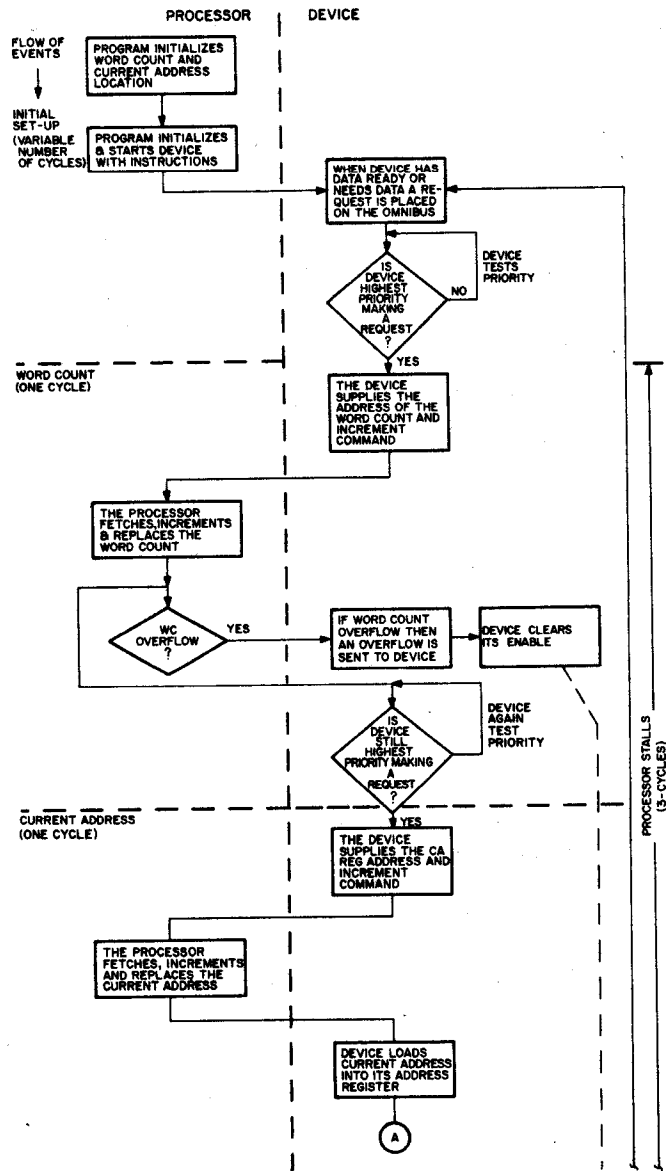 PROCESSOR
DEVICE
FLOW OF
EVENTS
PROGRAM INITIALIZES
WORD COUNT AND
CURRENT ADDRESS
LOCATION
INITIAL
SET-UP
(VARIABLE
NUMBER
OF CYCLES)
PROGRAM INITIALIZES
& STARTS DEVICE
WITH INSTRUCTIONS
WHEN DEVICE HAS
DATA READY OR
NEEDS DATA A RE-
QUEST IS PLACED
ON THE OMNIBUS
IS
DEVICE
HIGHEST
PRIORITY
MAKING
A
REQUEST
?
NO
DEVICE
TESTS
PRIORITY
YES
WORD COUNT
(ONE CYCLE)
THE DEVICE
SUPPLIES THE
ADDRESS OF THE
WORD COUNT AND
INCREMENT
COMMAND
THE PROCESSOR
FETCHES,INCREMENTS
& REPLACES THE
WORD COUNT
WC
OVERFLOW
?
YES
IF WORD COUNT
OVERFLOW THEN
AN OVERFLOW IS
SENT TO DEVICE
DEVICE CLEARS
ITS ENABLE
IS
DEVICE
STILL
HIGHEST
PRIORITY MAKING
A
REQUEST
?
DEVICE
AGAIN
TEST
PRIORITY
PROCESSOR STALLS
(3-CYCLES)
CURRENT ADDRESS
(ONE CYCLE)
YES
THE DEVICE
SUPPLIES THE CA
REG ADDRESS AND
INCREMENT
COMMAND
THE PROCESSOR
FETCHES, INCREMENTS
AND REPLACES THE
CURRENT ADDRESS
DEVICE LOADS
CURRENT ADDRESS
INTO ITS ADDRESS
REGISTER
A